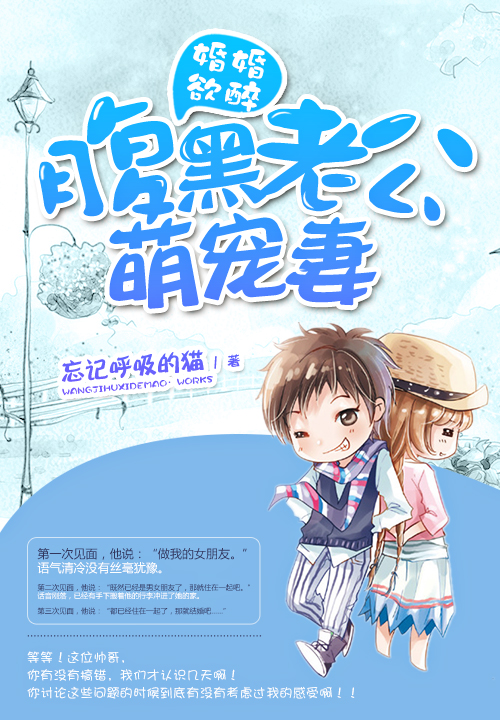 婚婚
欲醉
腹黑老公
萌宠妻
忘记呼吸的猫 | 著
WANGJIHUXIDEMAO· WORKS
第一次见面，他说：“做我的女朋友。”
语气清冷没有丝毫犹豫。
第二次见面，他说：“既然已经是男女朋友了，那就住在一起吧。”
话音刚落，已经有手下搬着他的行李冲进了她的家。
第三次见面，他说：“都已经住在一起了，那就结婚吧……”
等等！这位帅哥，
你有没有搞错，我们才认识几天啊！
你讨论这些问题的时候到底有没有考虑过我的感受啊！！